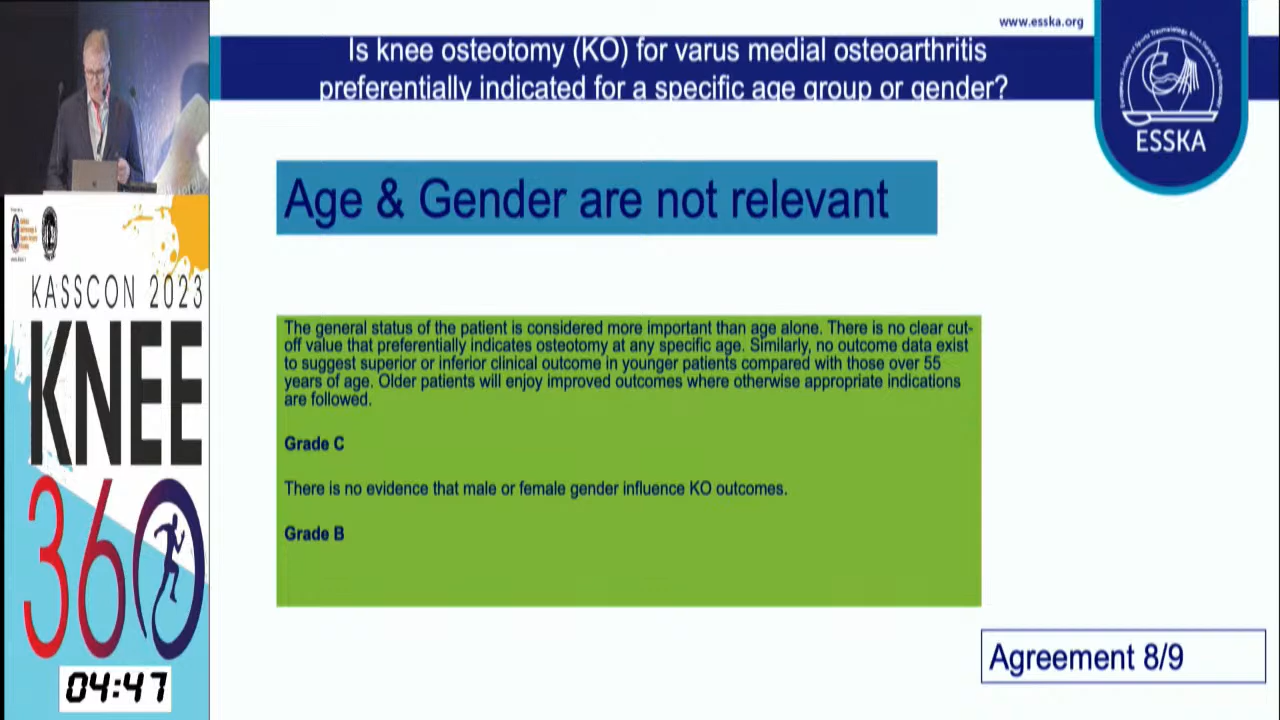 www.esska.org
Is knee osteotomy (KO) for varus medial osteoarthritis
preferentially indicated for a specific age group or gender?
ESSKA
Age & Gender are not relevant
The general status of the patient is considered more important than age alone. There is no clear cut-
off value that preferentially indicates osteotomy at any specific age. Similarly, no outcome data exist
to suggest superior or inferior clinical outcome in younger patients compared with those over 55
years of age. Older patients will enjoy improved outcomes where otherwise appropriate indications
are followed.
Grade C
There is no evidence that male or female gender influence KO outcomes.
Grade B
Agreement 8/9
KASSCON 2023
KNEE
360
04:47